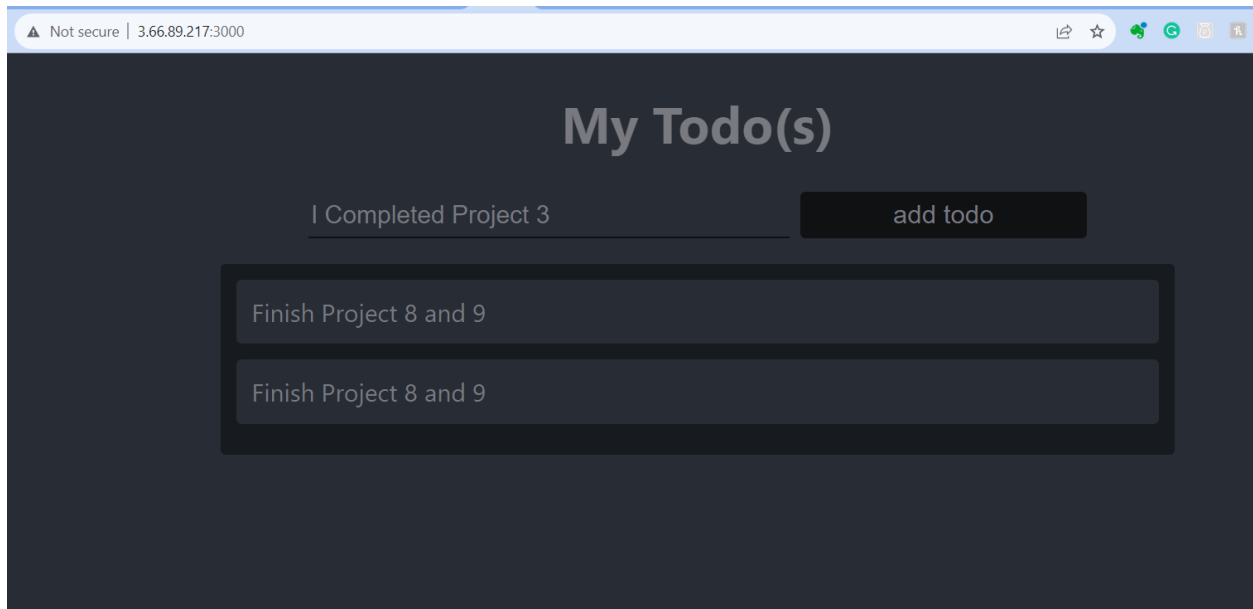 Not secure | 3.66.89.217:3000
My Todo(s)
I Completed Project 3
add todo
Finish Project 8 and 9
Finish Project 8 and 9